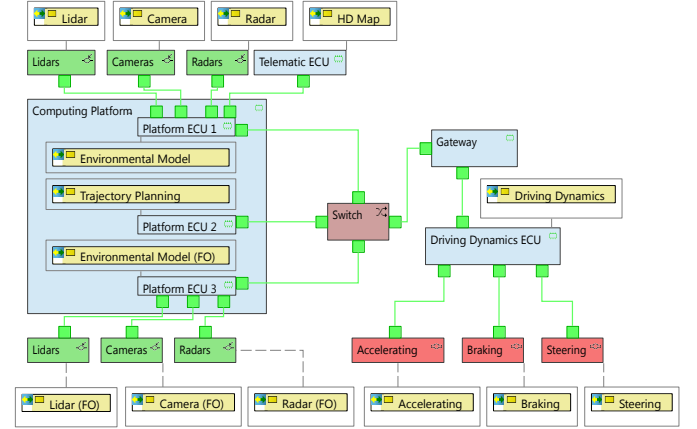 Lidar
Camera
Radar
HD Map
Lidars
Cameras
Radars
Telematic ECU
Computing Platform
Platform ECU 1
Environmental Model
Trajectory Planning
Platform ECU 2
Environmental Model (FO)
Platform ECU 3
Switch
Gateway
Driving Dynamics
Driving Dynamics ECU
Lidars
Cameras
Radars
Accelerating
Braking
Steering
Lidar (FO)
Camera (FO)
Radar (FO)
Accelerating
Braking
Steering